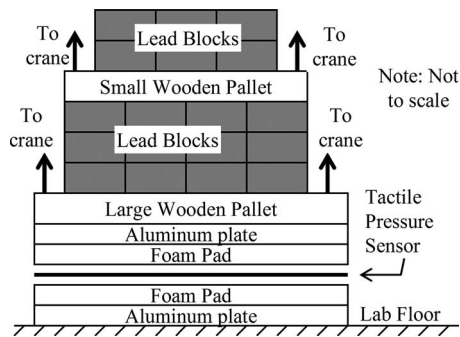 To
crane
Lead Blocks
To
crane
Small Wooden Pallet
Note: Not
to scale
To
crane
Lead Blocks
To
crane
Large Wooden Pallet
Aluminum plate
Foam Pad
Tactile
Pressure
Sensor
Foam Pad
Aluminum plate
Lab Floor